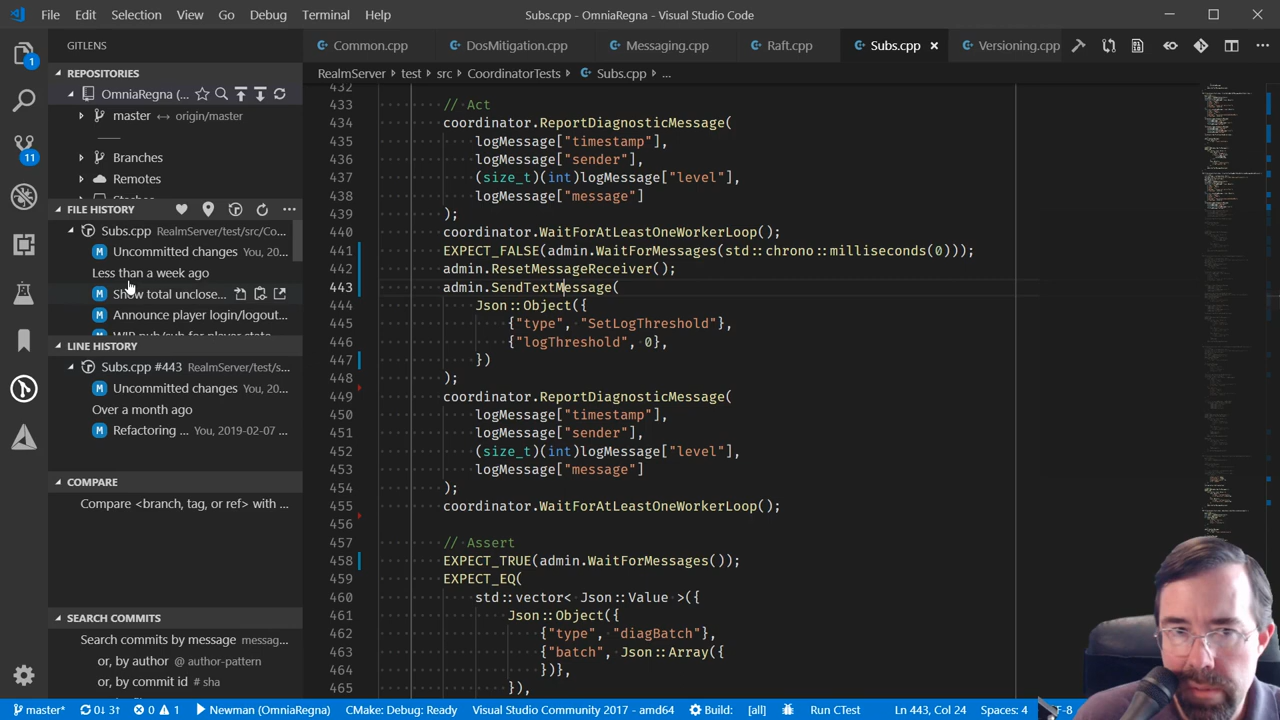 File Edit Selection View Go Debug Terminal Help Subs.cpp - OmniaRegna - Visual Studio Code
GITLENS
Common.cpp DosMitigation.cpp Messaging.cpp Raft.cpp Subs.cpp Versioning.cpp
REPOSITORIES
RealmServer › test › src › CoordinatorTests › Subs.cpp › ...
1
OmniaRegna (...
master ↔ origin/master
Branches
Remotes
11
FILE HISTORY
Subs.cpp RealmServer/test/src/Co...
Uncommitted changes You, 20...
Less than a week ago
Show total unclose...
Announce player login/logout...
LINE HISTORY
Subs.cpp #443 RealmServer/test/s...
Uncommitted changes You, 20...
Over a month ago
Refactoring ... You, 2019-02-07 ...
COMPARE
Compare <branch, tag, or ref> with ...
SEARCH COMMITS
Search commits by message messag...
or, by author @ author-pattern
or, by commit id # sha
432
433 // Act
434 coordinator.ReportDiagnosticMessage(
435 logMessage["timestamp"],
436 logMessage["sender"],
437 (size_t)(int)logMessage["level"],
438 logMessage["message"]
439 );
440 coordinator.WaitForAtLeastOneWorkerLoop();
441 EXPECT_FALSE(admin.WaitForMessages(std::chrono::milliseconds(0)));
442 admin.ResetMessageReceiver();
443 admin.SendTextMessage(
444 Json::Object({
445 {"type", "SetLogThreshold"},
446 {"logThreshold", 0},
447 })
448 );
449 coordinator.ReportDiagnosticMessage(
450 logMessage["timestamp"],
451 logMessage["sender"],
452 (size_t)(int)logMessage["level"],
453 logMessage["message"]
454 );
455 coordinator.WaitForAtLeastOneWorkerLoop();
456
457 // Assert
458 EXPECT_TRUE(admin.WaitForMessages());
459 EXPECT_EQ(
460 std::vector< Json::Value >({
461 Json::Object({
462 {"type", "diagBatch"},
463 {"batch", Json::Array({
464 })},
465 }),
master* 0↓ 3↑ 0 1 Newman (OmniaRegna) CMake: Debug: Ready Visual Studio Community 2017 - amd64 Build: [all] Run CTest Ln 443, Col 24 Spaces: 4